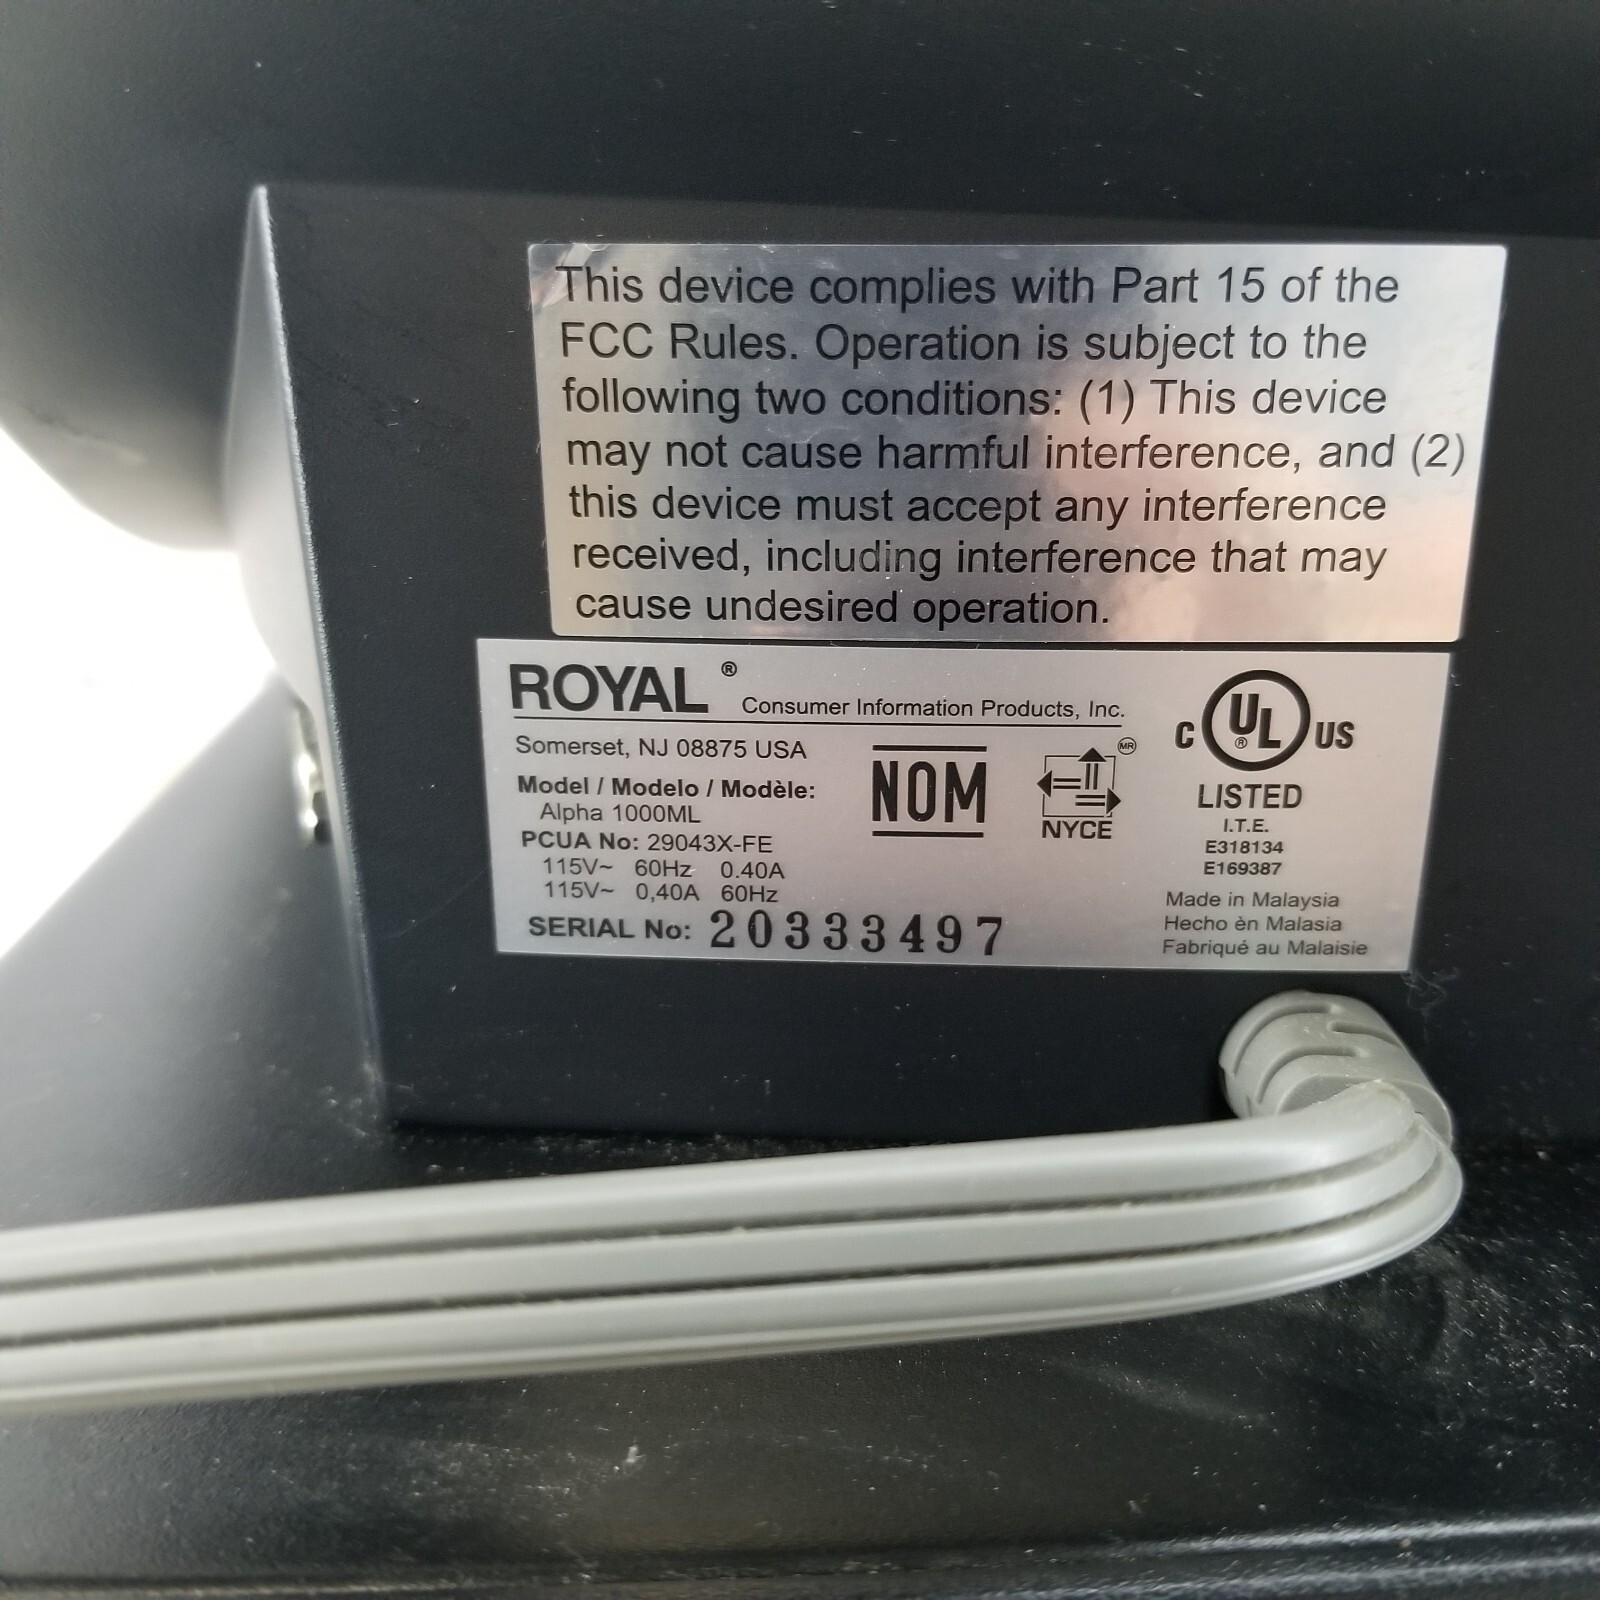 This device complies with Part 15 of the
FCC Rules. Operation is subject to the
following two conditions: (1) This device
may not cause harmful interference, and (2)
this device must accept any interference
received, including interference that may
cause undesired operation.
ROYAL ®
Consumer Information Products, Inc.
Somerset, NJ 08875 USA
Model / Modelo / Modèle:
Alpha 1000ML
PCUA No: 29043X-FE
115V~ 60Hz 0.40A
115V~ 0,40A 60Hz
SERIAL No: 20333497
NOM
MR
NYCE
C UL ® US
LISTED
I.T.E.
E318134
E169387
Made in Malaysia
Hecho èn Malasia
Fabriqué au Malaisie